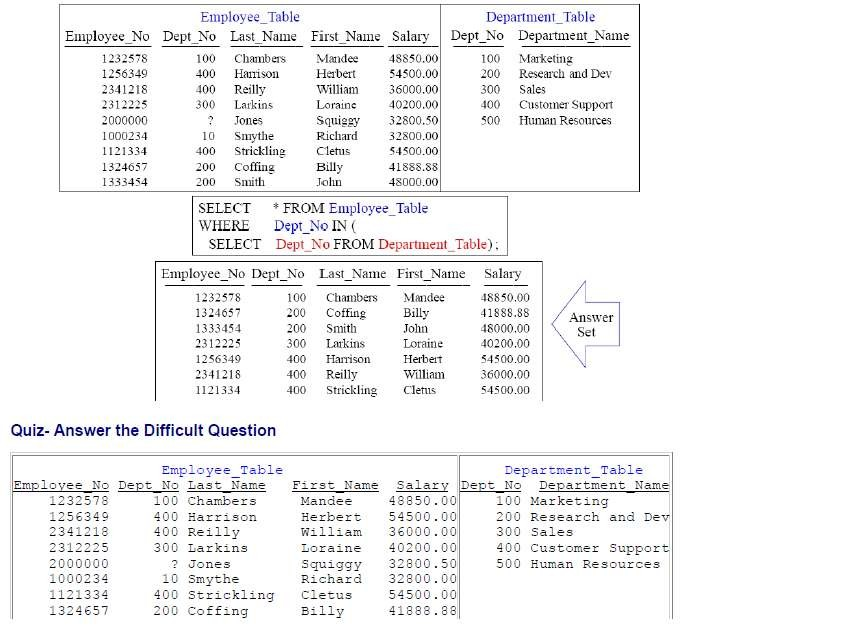 Employee_Table Department_Table
Employee_No Dept_No Last_Name First_Name Salary Dept_No Department_Name
1232578 100 Chambers Mandee 48850.00 100 Marketing
1256349 400 Harrison Herbert 54500.00 200 Research and Dev
2341218 400 Reilly William 36000.00 300 Sales
2312225 300 Larkins Loraine 40200.00 400 Customer Support
2000000 ? Jones Squiggy 32800.50 500 Human Resources
1000234 10 Smythe Richard 32800.00
1121334 400 Strickling Cletus 54500.00
1324657 200 Coffing Billy 41888.88
1333454 200 Smith John 48000.00
SELECT * FROM Employee_Table
WHERE Dept_No IN (
SELECT Dept_No FROM Department_Table) ;
Employee_No Dept_No Last_Name First_Name Salary
1232578 100 Chambers Mandee 48850.00
1324657 200 Coffing Billy 41888.88
1333454 200 Smith John 48000.00
2312225 300 Larkins Loraine 40200.00
1256349 400 Harrison Herbert 54500.00
2341218 400 Reilly William 36000.00
1121334 400 Strickling Cletus 54500.00
Answer
Set
Quiz- Answer the Difficult Question
Employee_Table Department_Table
Employee_No Dept_No Last_Name First_Name Salary Dept_No Department_Name
1232578 100 Chambers Mandee 48850.00 100 Marketing
1256349 400 Harrison Herbert 54500.00 200 Research and Dev
2341218 400 Reilly William 36000.00 300 Sales
2312225 300 Larkins Loraine 40200.00 400 Customer Support
2000000 ? Jones Squiggy 32800.50 500 Human Resources
1000234 10 Smythe Richard 32800.00
1121334 400 Strickling Cletus 54500.00
1324657 200 Coffing Billy 41888.88